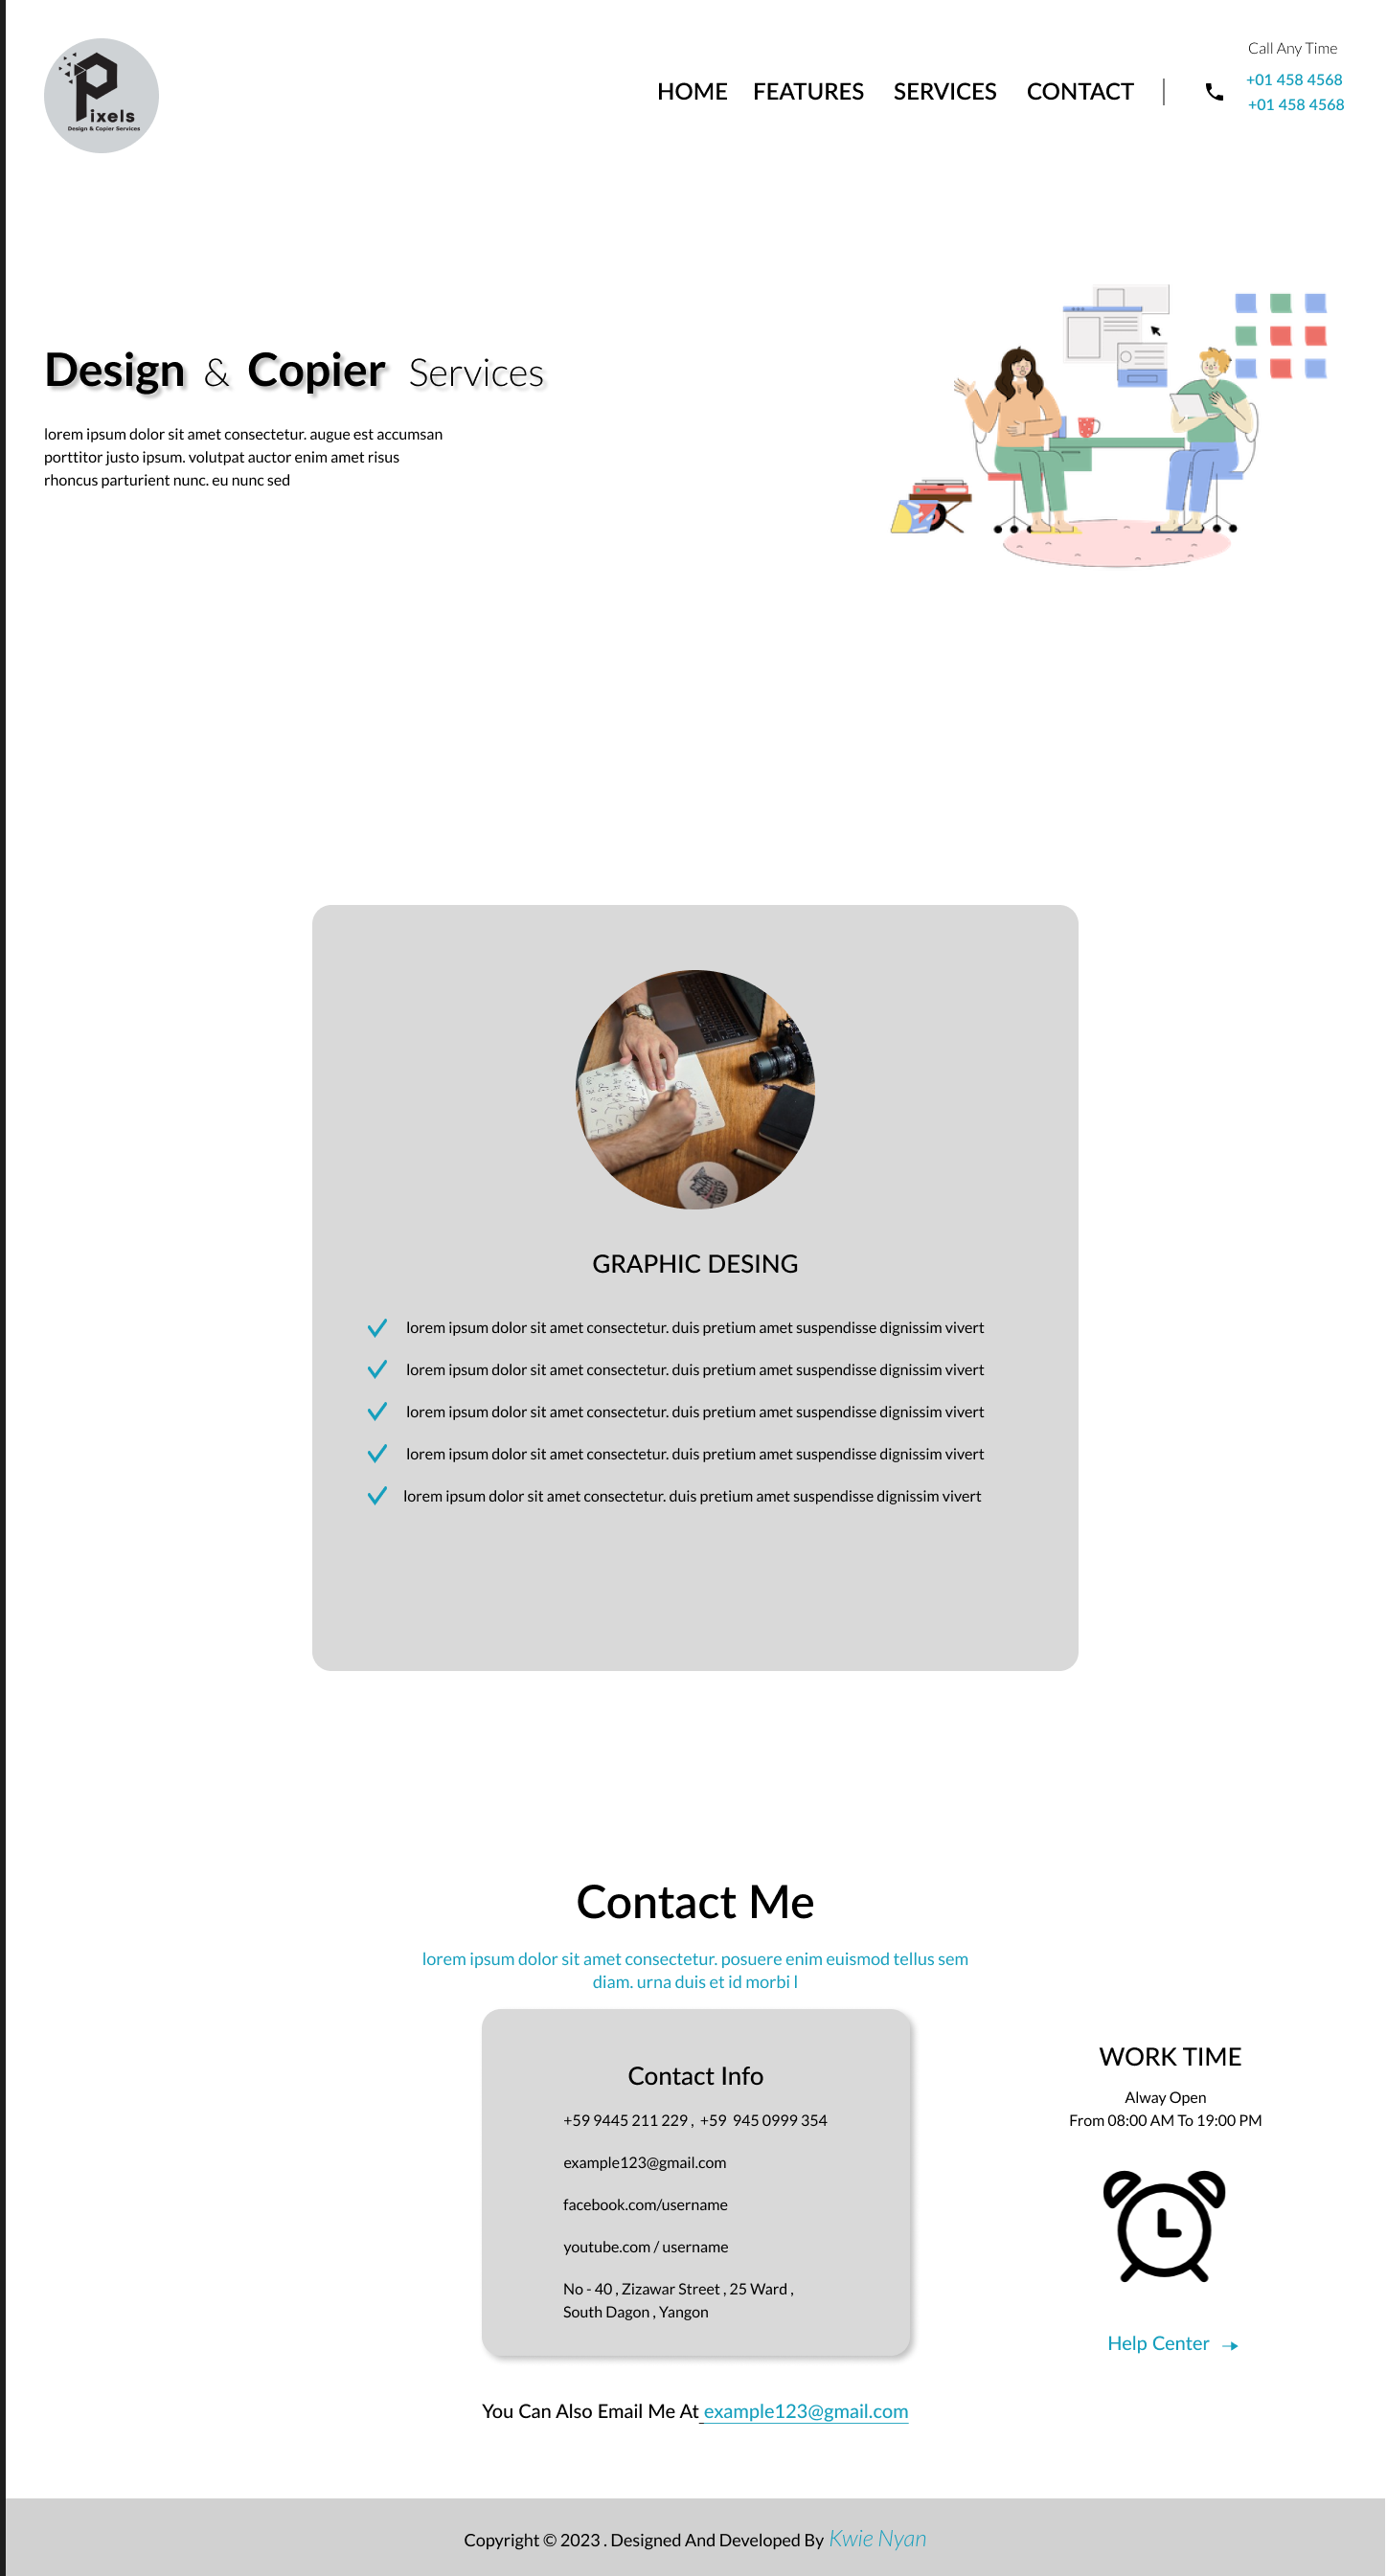 Pixels
Design & Copier Services
HOME FEATURES SERVICES CONTACT
Call Any Time
+01 458 4568
+01 458 4568
Design & Copier Services
lorem ipsum dolor sit amet consectetur. augue est accumsan
porttitor justo ipsum. volutpat auctor enim amet risus
rhoncus parturient nunc. eu nunc sed
GRAPHIC DESING
lorem ipsum dolor sit amet consectetur. duis pretium amet suspendisse dignissim vivert
lorem ipsum dolor sit amet consectetur. duis pretium amet suspendisse dignissim vivert
lorem ipsum dolor sit amet consectetur. duis pretium amet suspendisse dignissim vivert
lorem ipsum dolor sit amet consectetur. duis pretium amet suspendisse dignissim vivert
lorem ipsum dolor sit amet consectetur. duis pretium amet suspendisse dignissim vivert
Contact Me
lorem ipsum dolor sit amet consectetur. posuere enim euismod tellus sem
diam. urna duis et id morbi l
Contact Info
+59 9445 211 229 , +59 945 0999 354
example123@gmail.com
facebook.com/username
youtube.com / username
No - 40 , Zizawar Street , 25 Ward ,
South Dagon , Yangon
WORK TIME
Alway Open
From 08:00 AM To 19:00 PM
Help Center
You Can Also Email Me At example123@gmail.com
Copyright © 2023 . Designed And Developed By Kwie Nyan